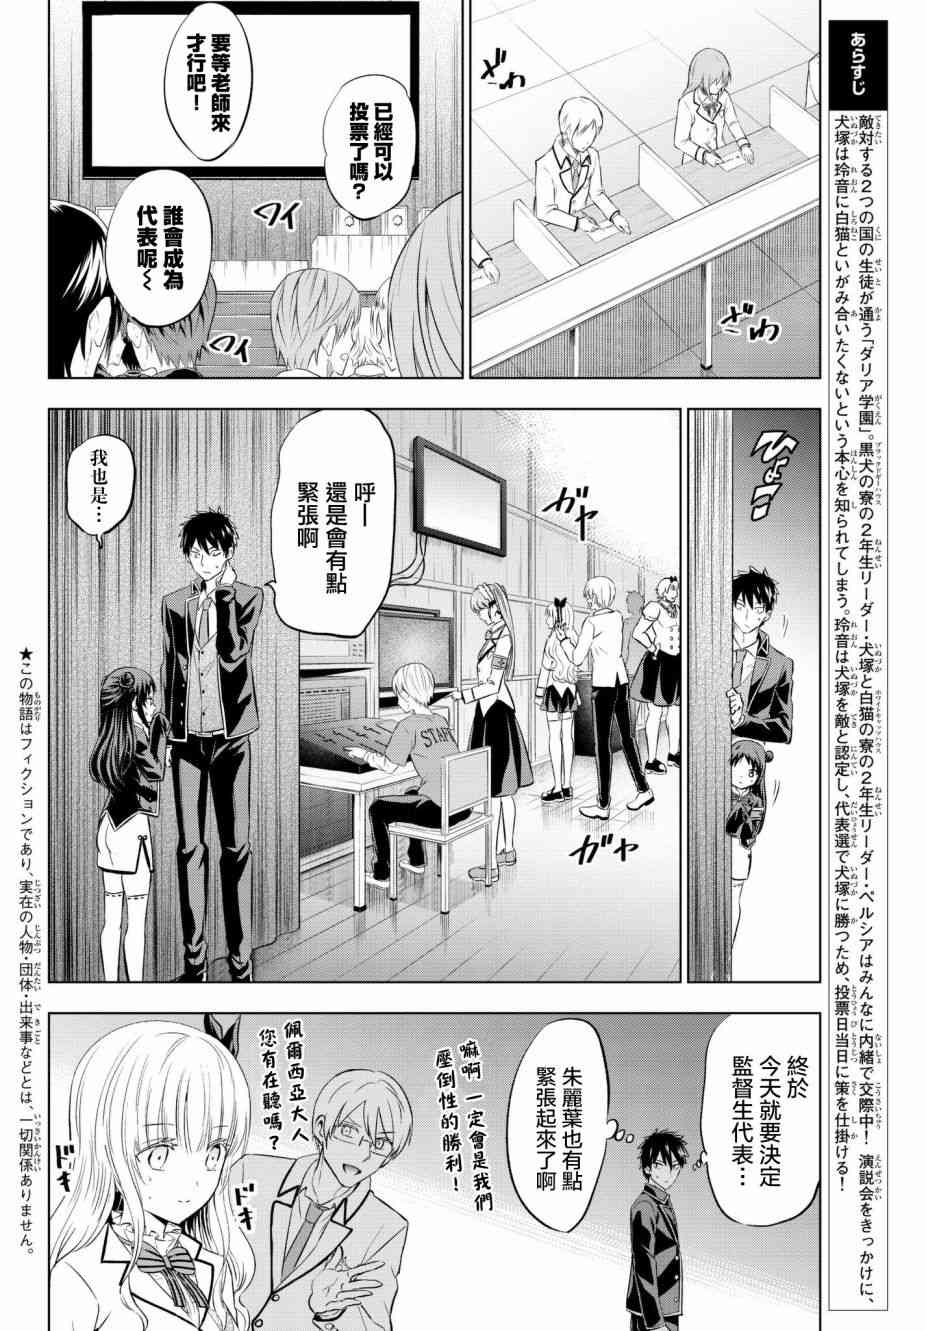 あらすじ
敵対する2つの国の生徒が通う「ダリア学園」。黒犬の寮の2年生リーダー・犬塚と白猫の寮の2年生リーダー・ペルシアはみんなに内緒で交際中！　演説会をきっかけに、
犬塚は玲音に白猫といがみ合いたくないという本心を知られてしまう。玲音は犬塚を敵と認定し、代表選で犬塚に勝つため、投票日当日に策を仕掛ける！
ざわ
ざわ
已經可以
投票了嗎？
要等老師來
才行吧！
誰會成為
代表呢～
ワイ
ワイ
ひょこ
ガヤ
ガヤ
呼ー
還是會有點
緊張啊
我也是…
終於
今天就要決定
監督生代表…
朱麗葉也有點
緊張起來了啊
嘛啊 一定會是我們
壓倒性的勝利！
佩爾西亞大人
您有在聽嗎？
ドキ
ドキ
STAFF
★この物語はフィクションであり、実在の人物・団体・出来事などとは、一切関係ありません。